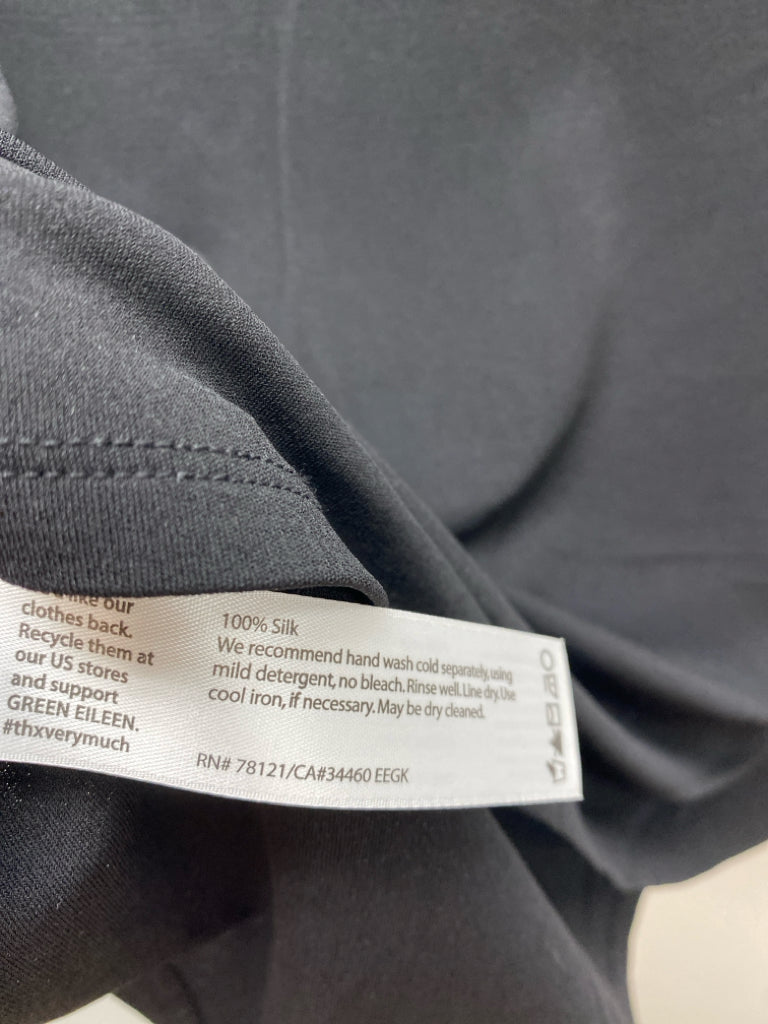 like our
clothes back.
Recycle them at
our US stores
and support
GREEN EILEEN.
#thxverymuch
100% Silk
We recommend hand wash cold separately, using
mild detergent, no bleach. Rinse well. Line dry. Use
cool iron, if necessary. May be dry cleaned.
RN# 78121/CA#34460 EEGK